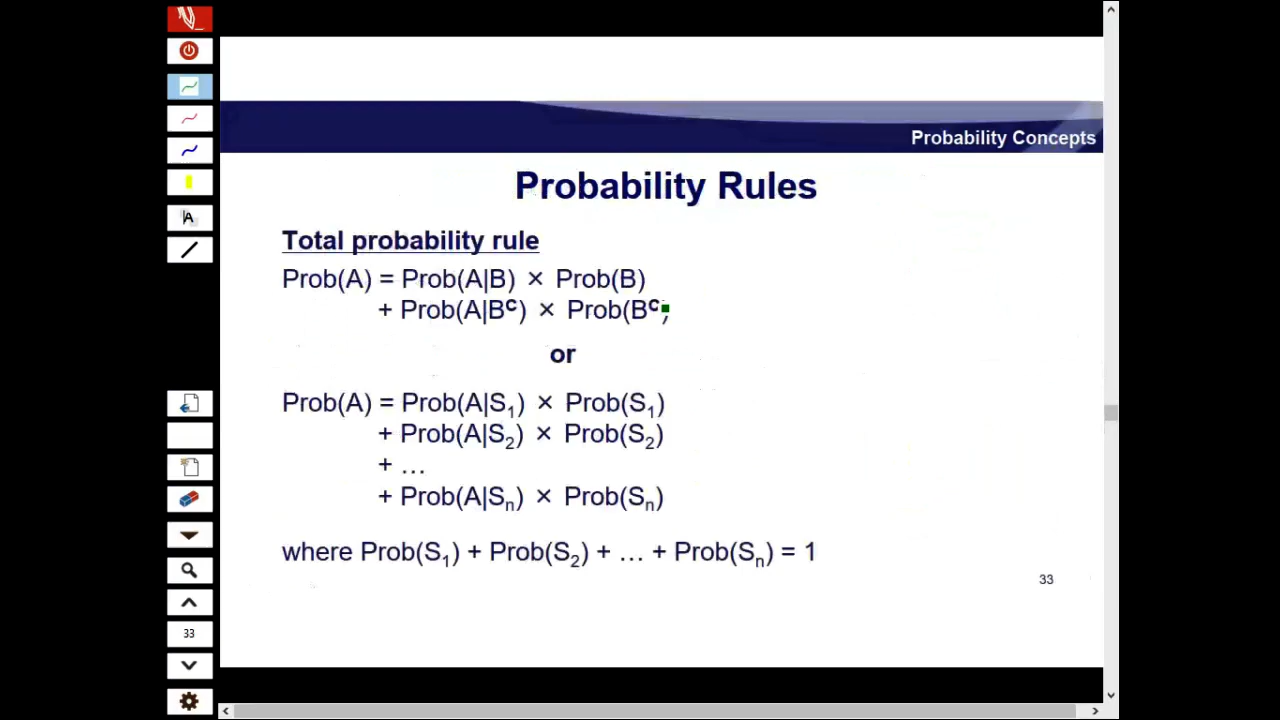 Probability Concepts
Probability Rules
Total probability rule
Prob(A) = Prob(A|B) × Prob(B)
+ Prob(A|Bᶜ) × Prob(Bᶜ)
or
Prob(A) = Prob(A|S₁) × Prob(S₁)
+ Prob(A|S₂) × Prob(S₂)
+ …
+ Prob(A|Sₙ) × Prob(Sₙ)
where Prob(S₁) + Prob(S₂) + … + Prob(Sₙ) = 1
33
A
33